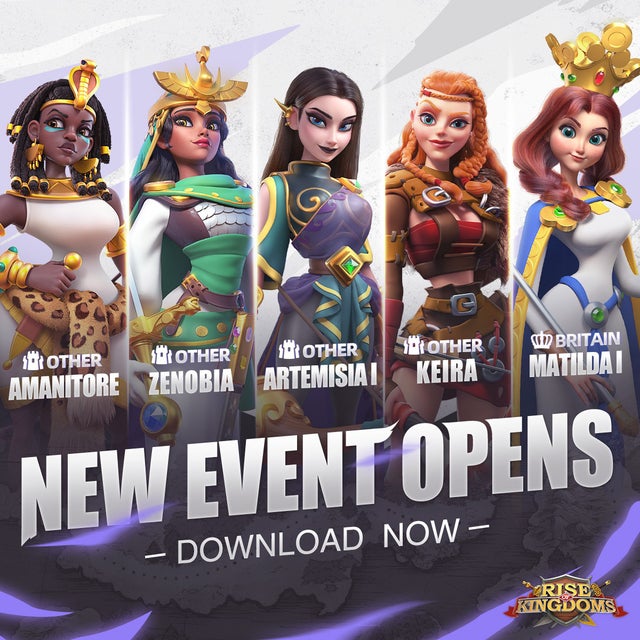 OTHER
AMANITORE
OTHER
ZENOBIA
OTHER
ARTEMISIA I
OTHER
KEIRA
BRITAIN
MATILDA I
NEW EVENT OPENS
– DOWNLOAD NOW –
RISE
OF
KINGDOMS